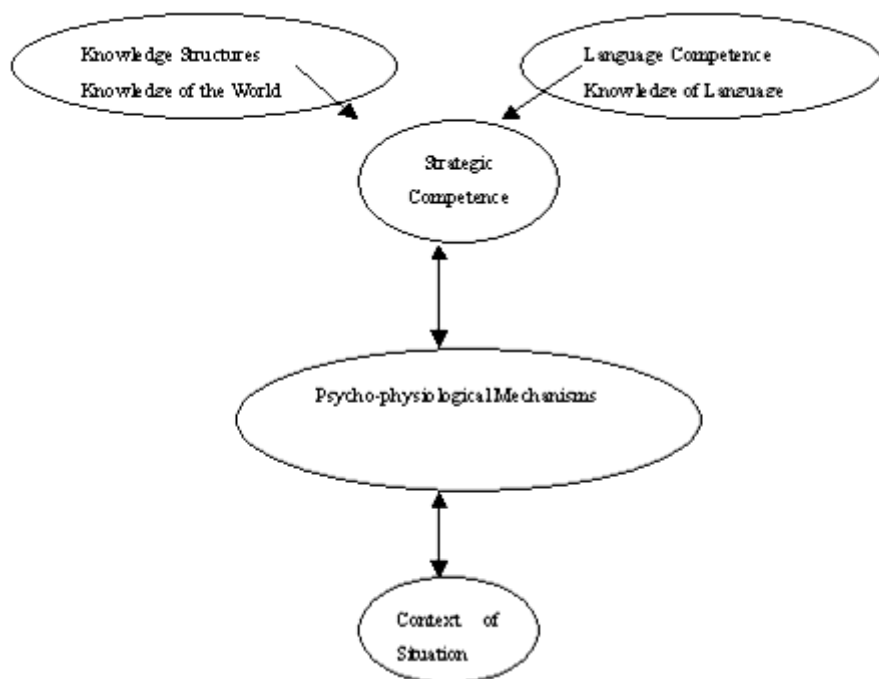 Knowledge Structures
Knowledge of the World
Language Competence
Knowledge of Language
Strategic
Competence
Psycho-physiological Mechanisms
Context of
Situation